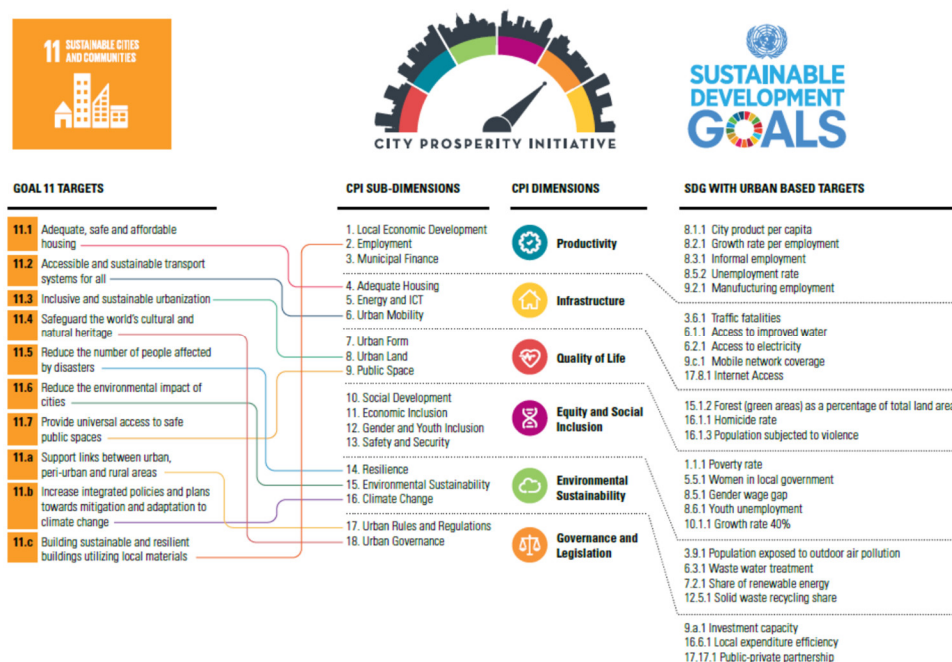 11 SUSTAINABLE CITIES
AND COMMUNITIES
CITY PROSPERITY INITIATIVE
SUSTAINABLE
DEVELOPMENT
GOALS
GOAL 11 TARGETS
11.1 Adequate, safe and affordable
housing
11.2 Accessible and sustainable transport
systems for all
11.3 Inclusive and sustainable urbanization
11.4 Safeguard the world's cultural and
natural heritage
11.5 Reduce the number of people affected
by disasters
11.6 Reduce the environmental impact of
cities
11.7 Provide universal access to safe
public spaces
11.a Support links between urban,
peri-urban and rural areas
11.b Increase integrated policies and plans
towards mitigation and adaptation to
climate change
11.c Building sustainable and resilient
buildings utilizing local materials
CPI SUB-DIMENSIONS
1. Local Economic Development
2. Employment
3. Municipal Finance
4. Adequate Housing
5. Energy and ICT
6. Urban Mobility
7. Urban Form
8. Urban Land
9. Public Space
10. Social Development
11. Economic Inclusion
12. Gender and Youth Inclusion
13. Safety and Security
14. Resilience
15. Environmental Sustainability
16. Climate Change
17. Urban Rules and Regulations
18. Urban Governance
CPI DIMENSIONS
Productivity
Infrastructure
Quality of Life
Equity and Social
Inclusion
Environmental
Sustainability
Governance and
Legislation
SDG WITH URBAN BASED TARGETS
8.1.1 City product per capita
8.2.1 Growth rate per employment
8.3.1 Informal employment
8.5.2 Unemployment rate
9.2.1 Manufucturing employment
3.6.1 Traffic fatalities
6.1.1 Access to improved water
6.2.1 Access to electricity
9.c.1 Mobile network coverage
17.8.1 Internet Access
15.1.2 Forest (green areas) as a percentage of total land area
16.1.1 Homicide rate
16.1.3 Population subjected to violence
1.1.1 Poverty rate
5.5.1 Women in local government
8.5.1 Gender wage gap
8.6.1 Youth unemployment
10.1.1 Growth rate 40%
3.9.1 Population exposed to outdoor air pollution
6.3.1 Waste water treatment
7.2.1 Share of renewable energy
12.5.1 Solid waste recycling share
9.a.1 Investment capacity
16.6.1 Local expenditure efficiency
17.17.1 Public-private partnership